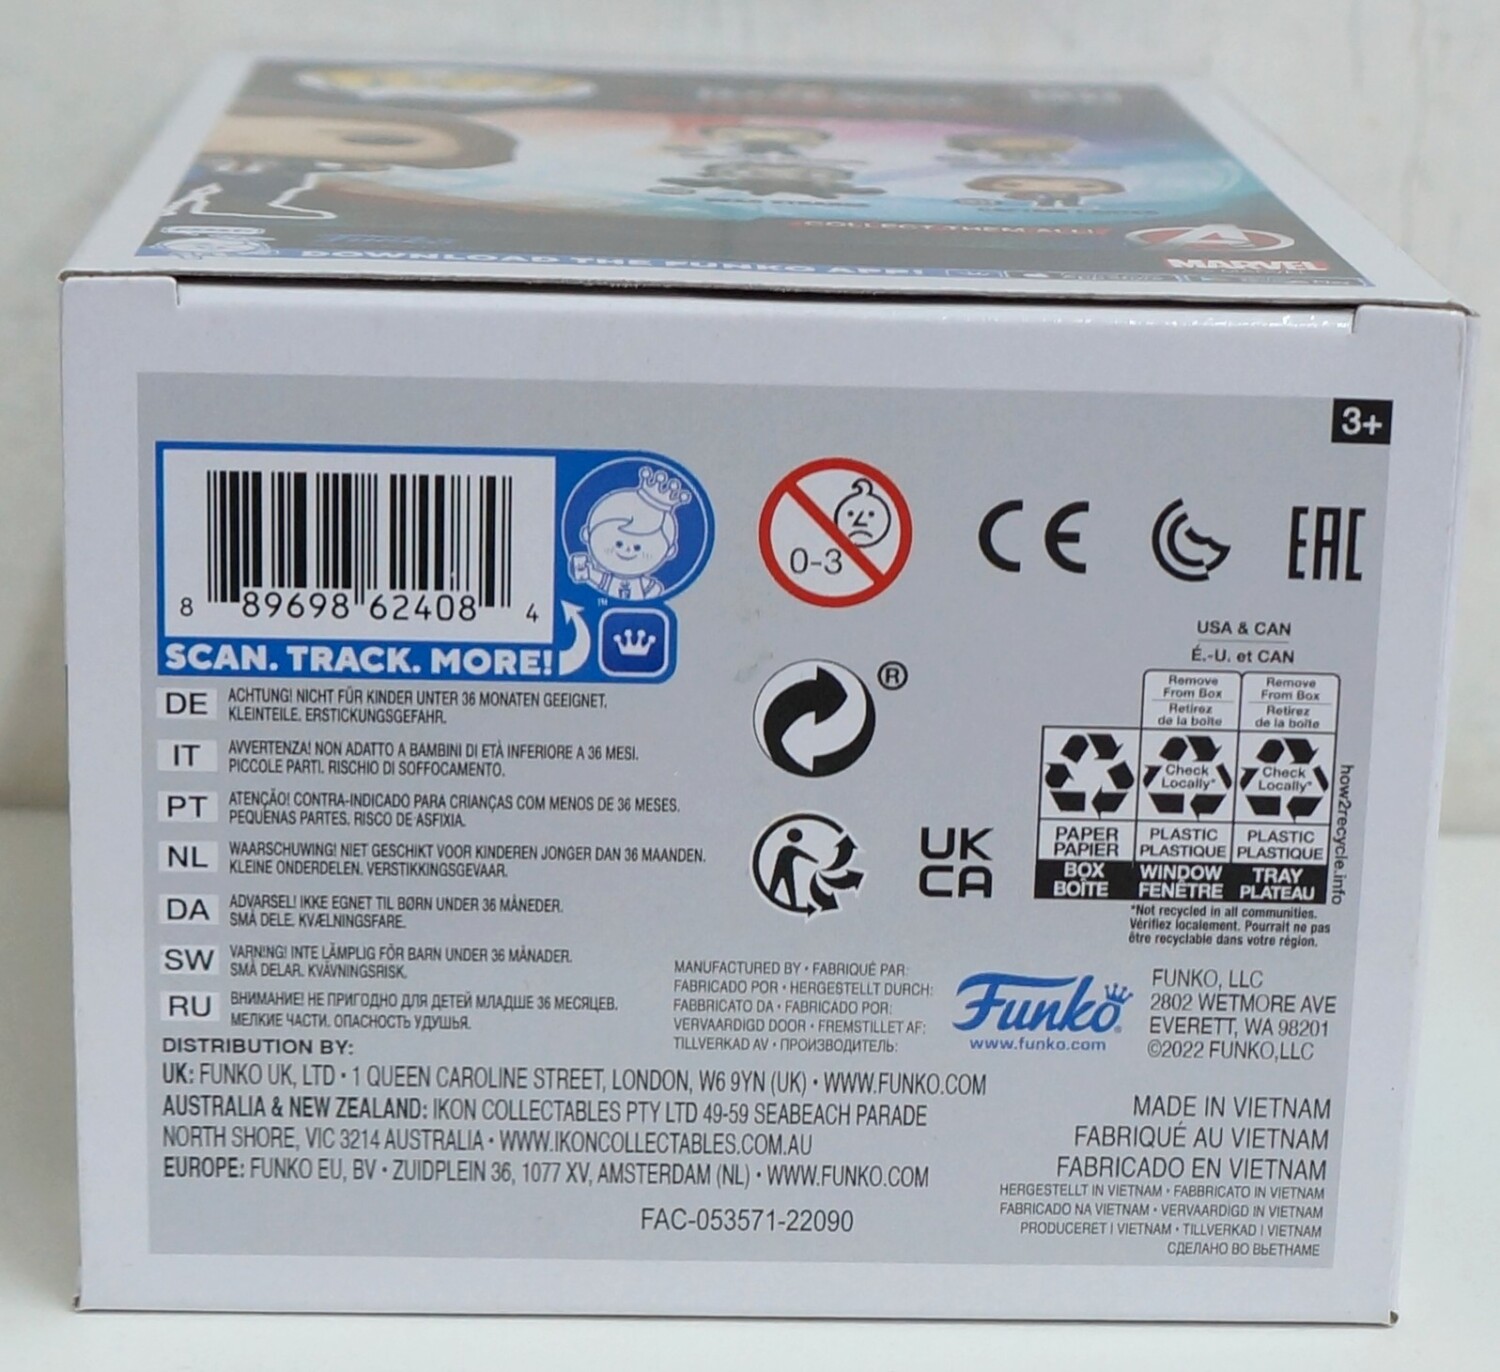 COLLECT THEM ALL!
MARVEL
DOWNLOAD THE FUNKO APP!
3+
8 89698 62408 4
SCAN. TRACK. MORE!
™
0-3
CE
EAC
®
USA & CAN
É.-U. et CAN
Remove From Box
Retirez de la boîte
Remove From Box
Retirez de la boîte
Check Locally*
Check Locally*
PAPER PAPIER
PLASTIC PLASTIQUE
PLASTIC PLASTIQUE
BOX BOÎTE
WINDOW FENÊTRE
TRAY PLATEAU
how2recycle.info
*Not recycled in all communities.
Vérifiez localement. Pourrait ne pas
être recyclable dans votre région.
UK
CA
DE ACHTUNG! NICHT FÜR KINDER UNTER 36 MONATEN GEEIGNET.
KLEINTEILE. ERSTICKUNGSGEFAHR.
IT AVVERTENZA! NON ADATTO A BAMBINI DI ETÀ INFERIORE A 36 MESI.
PICCOLE PARTI. RISCHIO DI SOFFOCAMENTO.
PT ATENÇÃO! CONTRA-INDICADO PARA CRIANÇAS COM MENOS DE 36 MESES.
PEQUENAS PARTES. RISCO DE ASFIXIA.
NL WAARSCHUWING! NIET GESCHIKT VOOR KINDEREN JONGER DAN 36 MAANDEN.
KLEINE ONDERDELEN. VERSTIKKINGSGEVAAR.
DA ADVARSEL! IKKE EGNET TIL BØRN UNDER 36 MÅNEDER.
SMÅ DELE. KVÆLNINGSFARE.
SW VARNING! INTE LÄMPLIG FÖR BARN UNDER 36 MÅNADER.
SMÅ DELAR. KVÄVNINGSRISK.
RU ВНИМАНИЕ! НЕ ПРИГОДНО ДЛЯ ДЕТЕЙ МЛАДШЕ 36 МЕСЯЦЕВ.
МЕЛКИЕ ЧАСТИ. ОПАСНОСТЬ УДУШЬЯ.
MANUFACTURED BY • FABRIQUÉ PAR:
FABRICADO POR • HERGESTELLT DURCH:
FABBRICATO DA • FABRICADO POR:
VERVAARDIGD DOOR • FREMSTILLET AF:
TILLVERKAD AV • ПРОИЗВОДИТЕЛЬ:
Funko®
www.funko.com
FUNKO, LLC
2802 WETMORE AVE
EVERETT, WA 98201
©2022 FUNKO,LLC
DISTRIBUTION BY:
UK: FUNKO UK, LTD • 1 QUEEN CAROLINE STREET, LONDON, W6 9YN (UK) • WWW.FUNKO.COM
AUSTRALIA & NEW ZEALAND: IKON COLLECTABLES PTY LTD 49-59 SEABEACH PARADE
NORTH SHORE, VIC 3214 AUSTRALIA • WWW.IKONCOLLECTABLES.COM.AU
EUROPE: FUNKO EU, BV • ZUIDPLEIN 36, 1077 XV, AMSTERDAM (NL) • WWW.FUNKO.COM
FAC-053571-22090
MADE IN VIETNAM
FABRIQUÉ AU VIETNAM
FABRICADO EN VIETNAM
HERGESTELLT IN VIETNAM • FABBRICATO IN VIETNAM
FABRICADO NA VIETNAM • VERVAARDIGD IN VIETNAM
PRODUCERET I VIETNAM • TILLVERKAD I VIETNAM
СДЕЛАНО ВО ВЬЕТНАМЕ